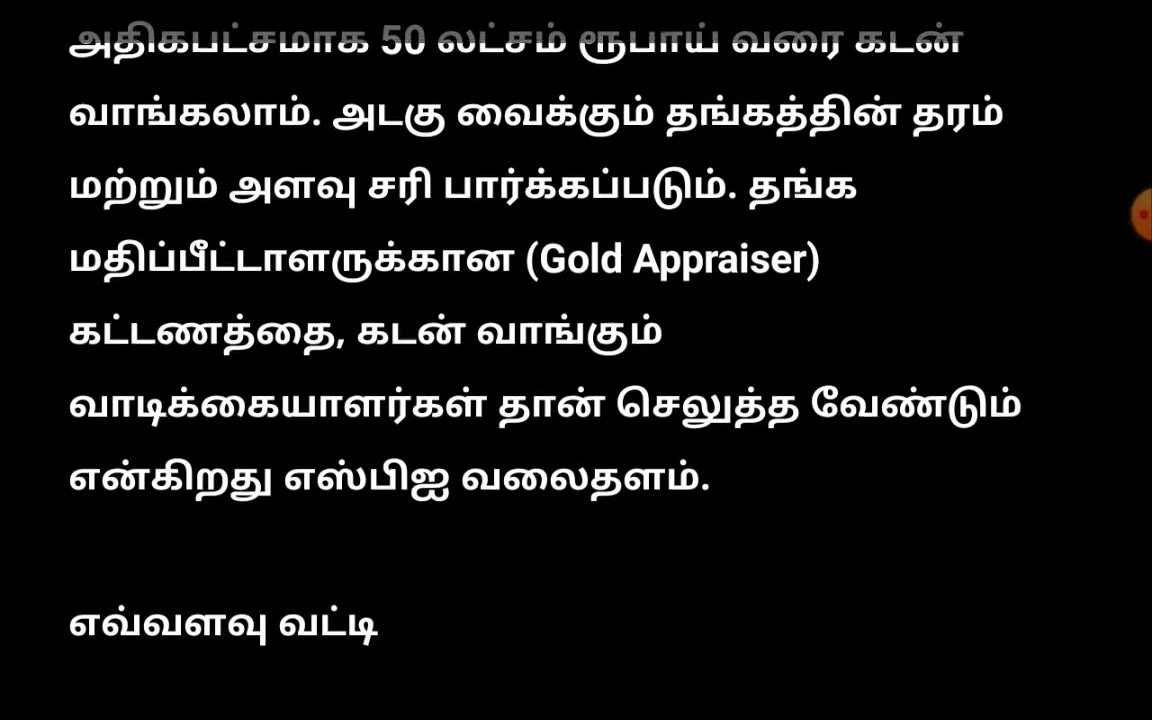 அதிகபட்சமாக 50 லட்சம் ரூபாய் வரை கடன்
வாங்கலாம். அடகு வைக்கும் தங்கத்தின் தரம்
மற்றும் அளவு சரி பார்க்கப்படும். தங்க
மதிப்பீட்டாளருக்கான (Gold Appraiser)
கட்டணத்தை, கடன் வாங்கும்
வாடிக்கையாளர்கள் தான் செலுத்த வேண்டும்
என்கிறது எஸ்பிஐ வலைதளம்.
எவ்வளவு வட்டி